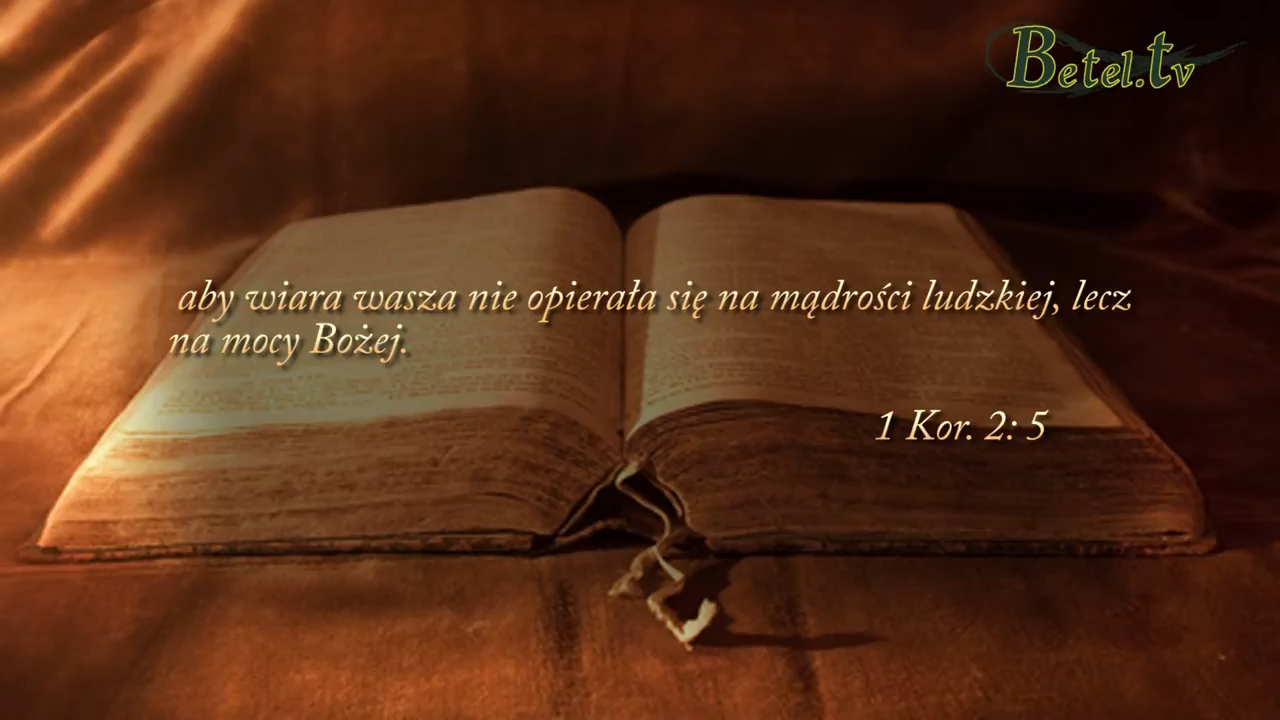 Betel.tv
aby wiara wasza nie opierała się na mądrości ludzkiej, lecz
na mocy Bożej.
1 Kor. 2: 5